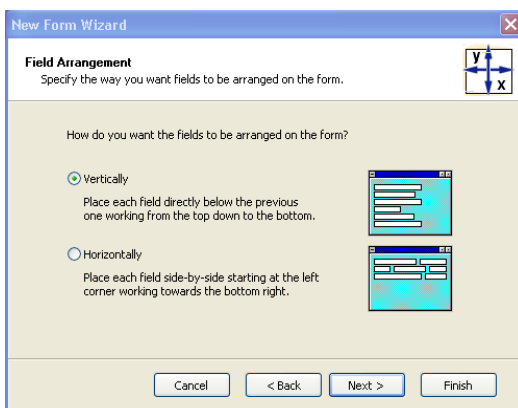 New Form Wizard
Field Arrangement
Specify the way you want fields to be arranged on the form.
y
x
How do you want the fields to be arranged on the form?
Vertically
Place each field directly below the previous
one working from the top down to the bottom.
Horizontally
Place each field side-by-side starting at the left
corner working towards the bottom right.
Cancel
< Back
Next >
Finish